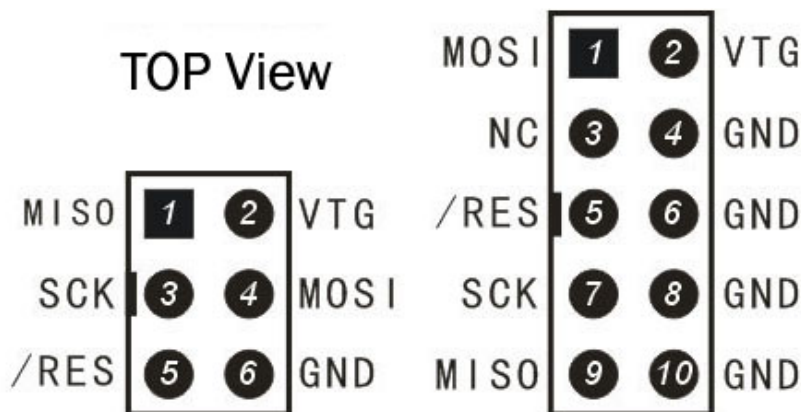 TOP View
MISO 1 2 VTG
SCK 3 4 MOSI
/RES 5 6 GND
MOSI 1 2 VTG
NC 3 4 GND
/RES 5 6 GND
SCK 7 8 GND
MISO 9 10 GND